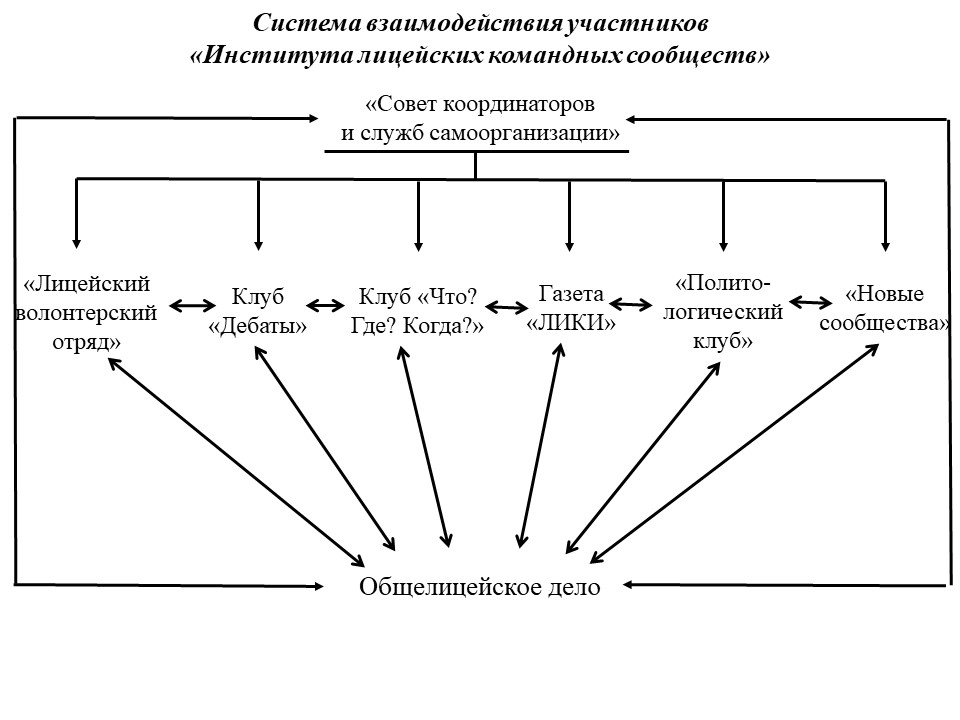 Система взаимодействия участников
«Института лицейских командных сообществ»
«Совет координаторов
и служб самоорганизации»
«Лицейский
волонтерский
отряд»
Клуб
«Дебаты»
Клуб «Что?
Где? Когда?»
Газета
«ЛИКИ»
«Полито-
логический
клуб»
«Новые
сообщества»
Общелицейское дело